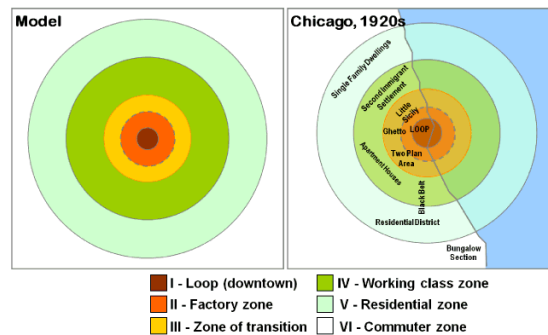 Model
Chicago, 1920s
Single Family Dwellings
Second Immigrant
Settlement
Little
Sicily
Ghetto
LOOP
Two Plan
Area
Apartment Houses
Black Belt
Residential District
Bungalow
Section
I - Loop (downtown)
II - Factory zone
III - Zone of transition
IV - Working class zone
V - Residential zone
VI - Commuter zone